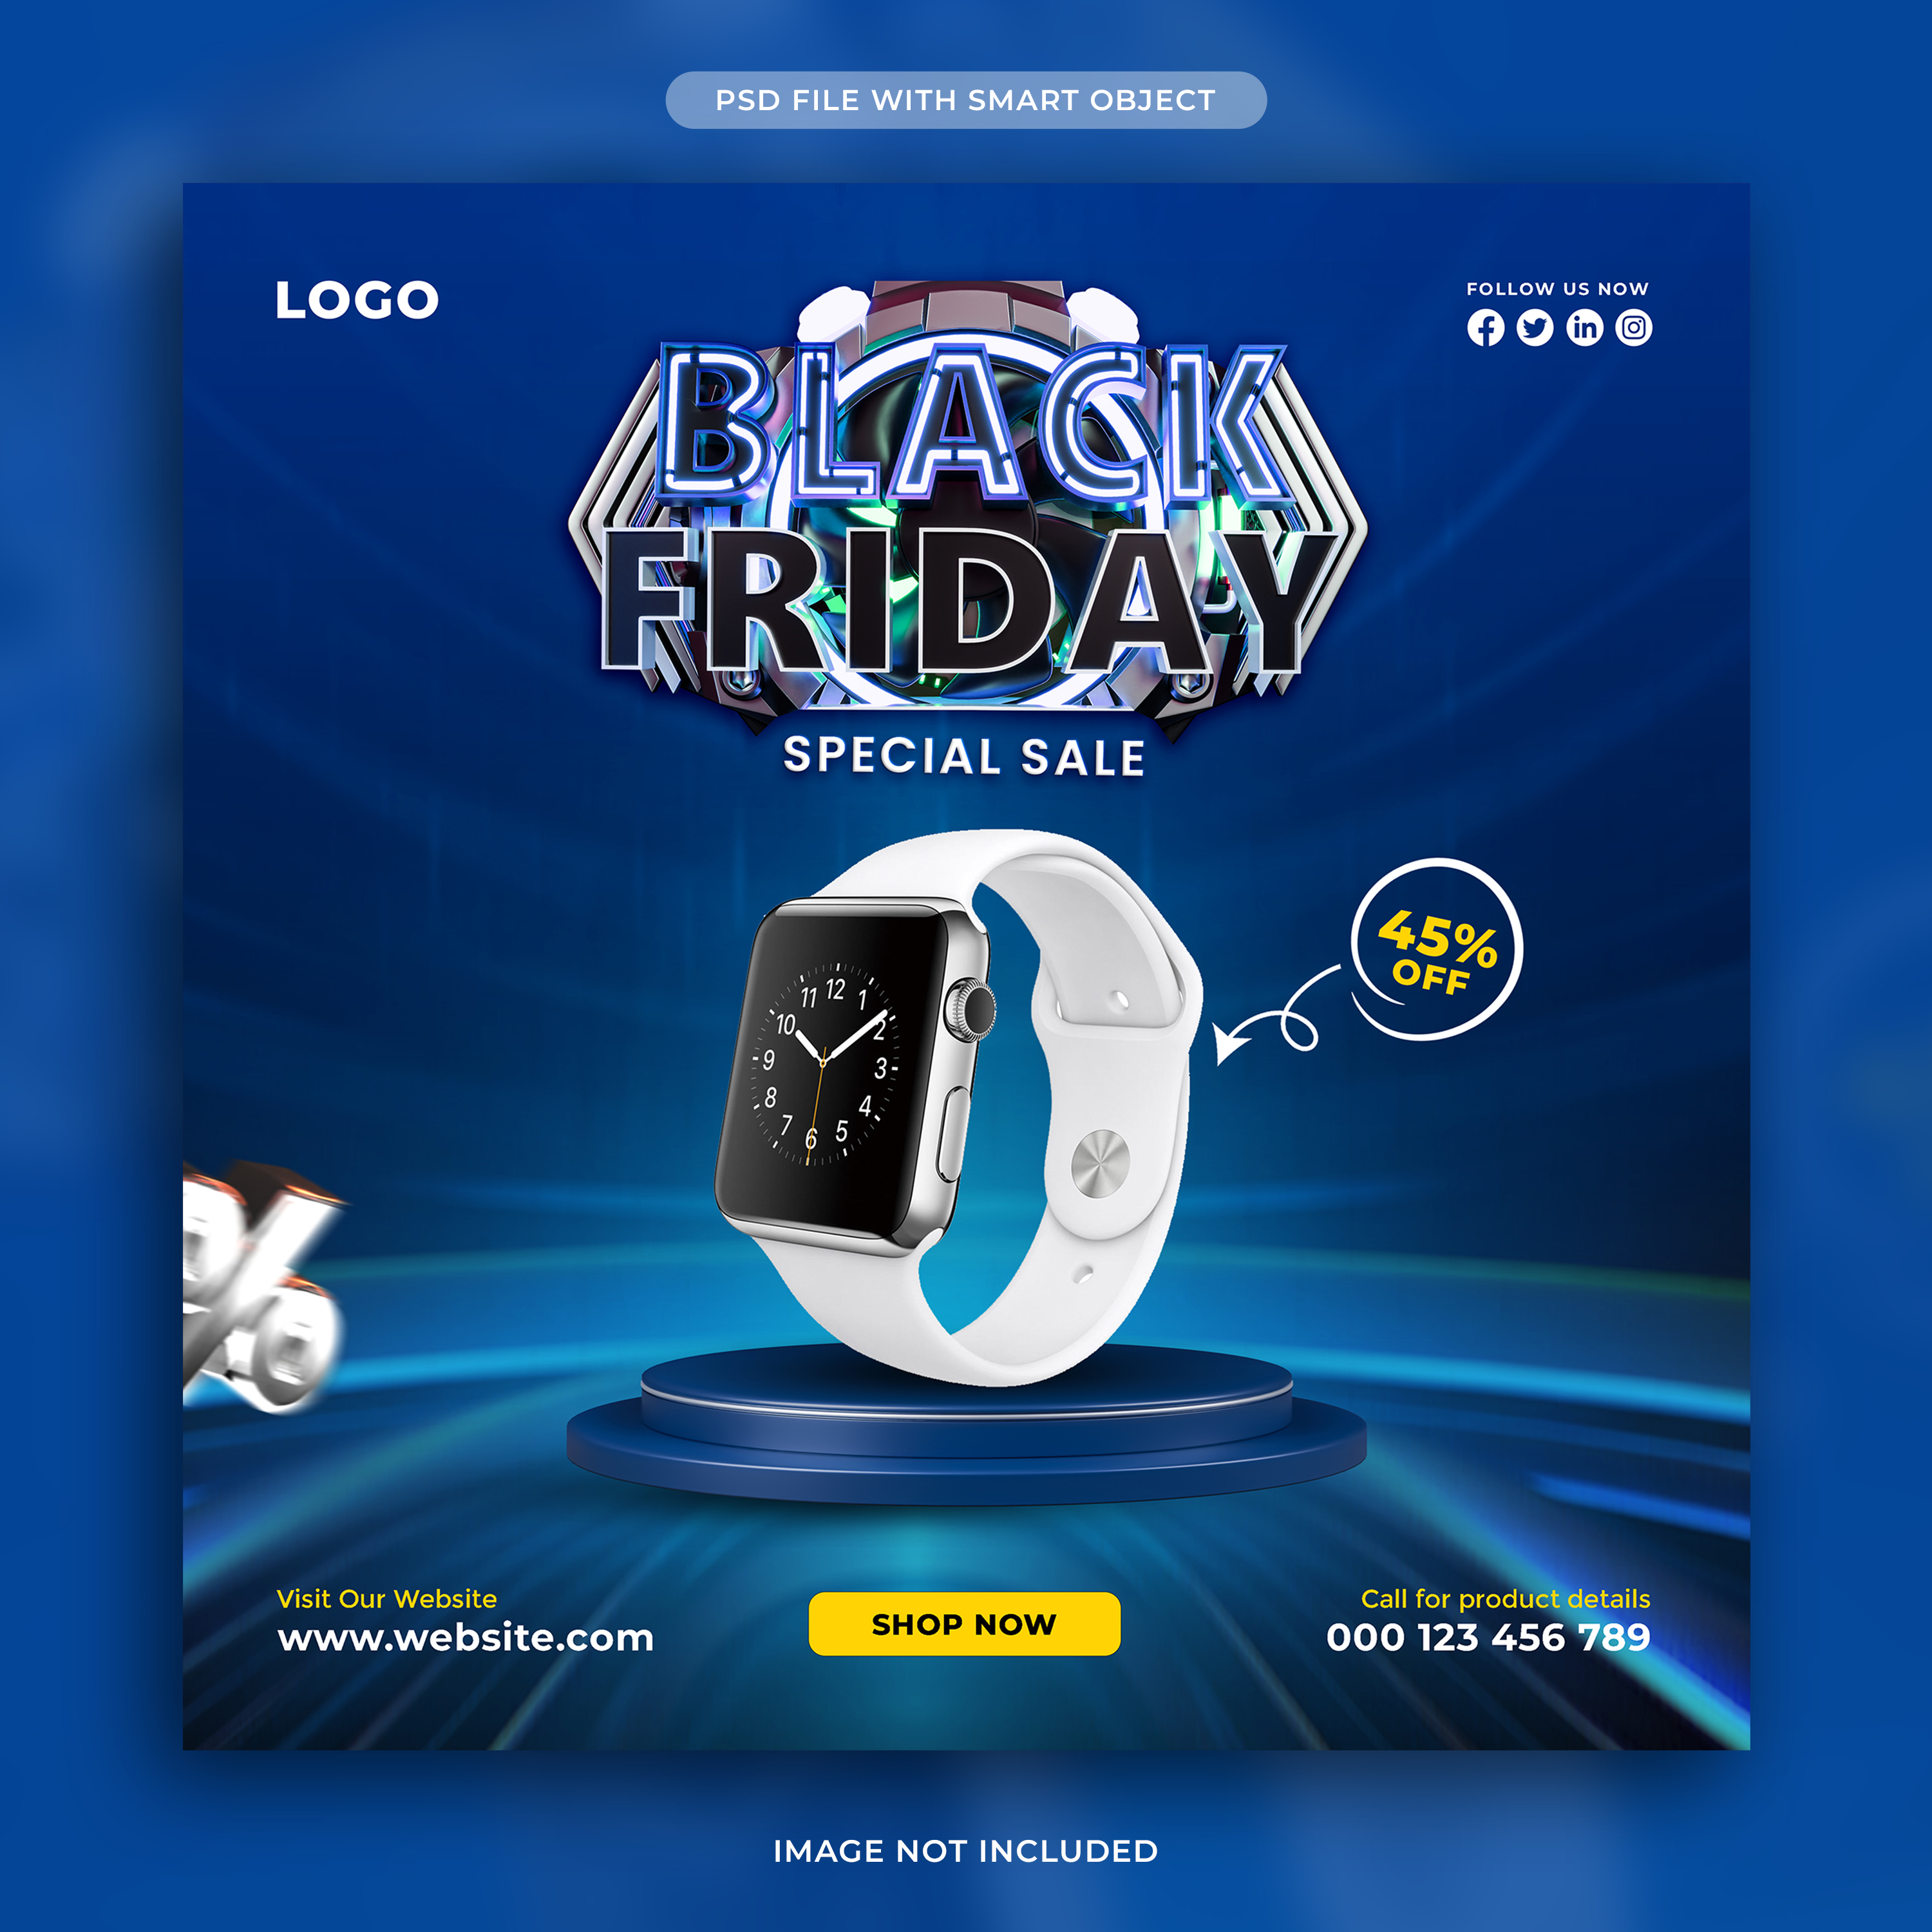 PSD FILE WITH SMART OBJECT
LOGO
FOLLOW US NOW
BLACK
FRIDAY
SPECIAL SALE
45%
OFF
12
11
1
10
2
9
3
8
4
7
5
6
Visit Our Website
www.website.com
SHOP NOW
Call for product details
000 123 456 789
IMAGE NOT INCLUDED